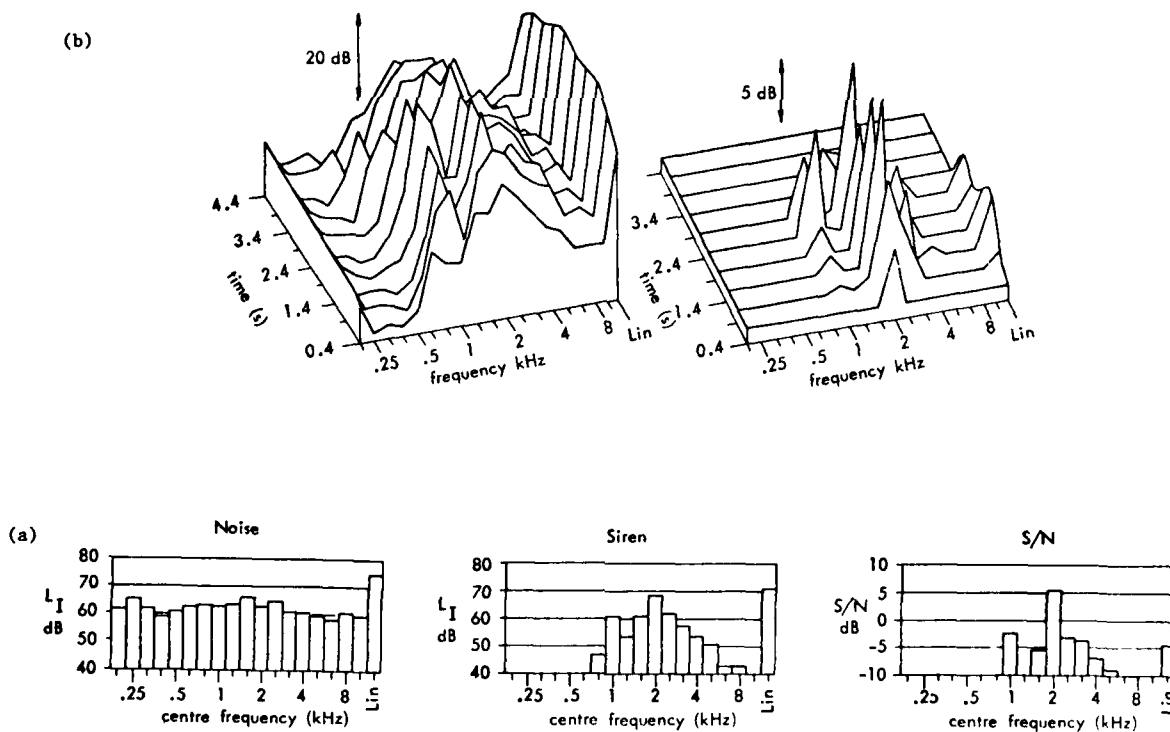 (b)
20 dB
5 dB
4.4
3.4
2.4
1.4
0.4
time (s)
.25
.5
1
2
4
8
Lin
frequency kHz
3.4
2.4
1.4
0.4
(s)
.25
.5
1
2
4
8
Lin
frequency kHz
(a)
Noise
80
70
60
50
40
L I
dB
.25 .5 1 2 4 8 Lin
centre frequency (kHz)
Siren
80
70
60
50
40
L I
dB
.25 .5 1 2 4 8 Lin
centre frequency (kHz)
S/N
10
5
0
-5
-10
S/N
dB
.25 .5 1 2 4 8
centre frequency (kHz)